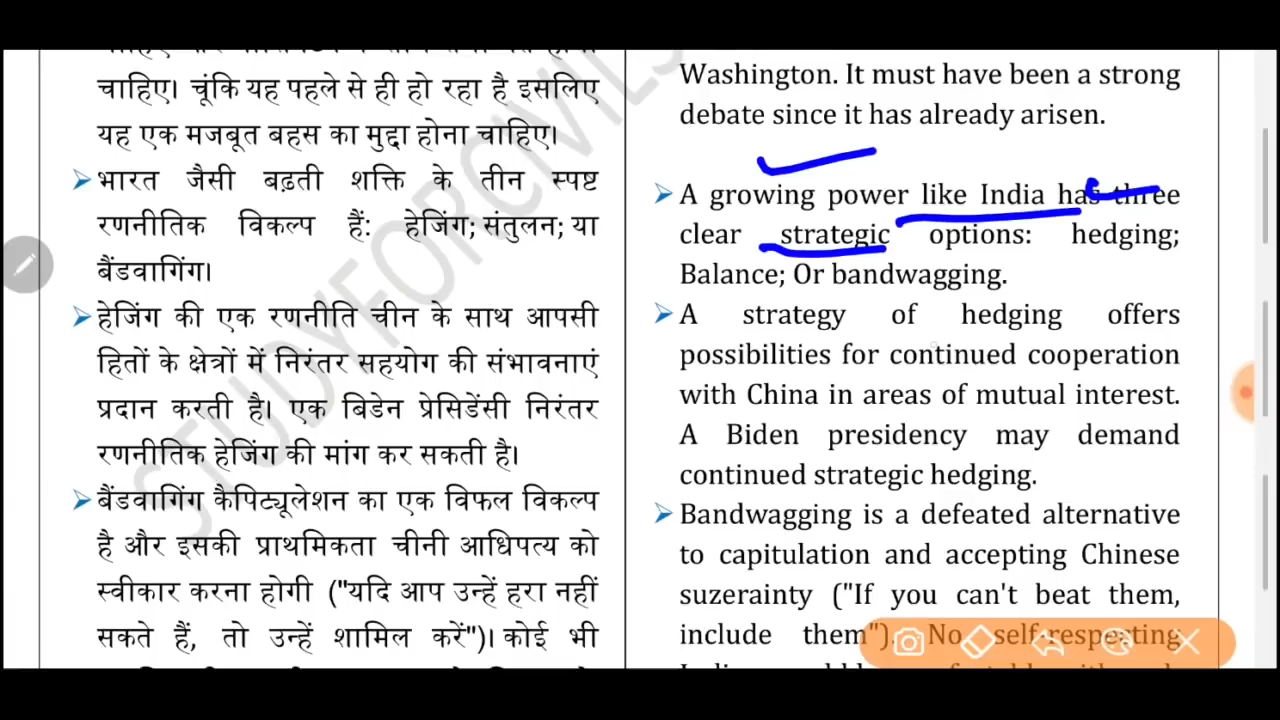 चाहिए। चूंकि यह पहले से ही हो रहा है इसलिए
यह एक मजबूत बहस का मुद्दा होना चाहिए।
भारत जैसी बढ़ती शक्ति के तीन स्पष्ट
रणनीतिक विकल्प हैं: हेजिंग; संतुलन; या
बैंडवागिंग।
हेजिंग की एक रणनीति चीन के साथ आपसी
हितों के क्षेत्रों में निरंतर सहयोग की संभावनाएं
प्रदान करती है। एक बिडेन प्रेसिडेंसी निरंतर
रणनीतिक हेजिंग की मांग कर सकती है।
बैंडवागिंग कैपिट्यूलेशन का एक विफल विकल्प
है और इसकी प्राथमिकता चीनी आधिपत्य को
स्वीकार करना होगी ("यदि आप उन्हें हरा नहीं
सकते हैं, तो उन्हें शामिल करें")। कोई भी
Washington. It must have been a strong
debate since it has already arisen.
A growing power like India has three
clear strategic options: hedging;
Balance; Or bandwagging.
A strategy of hedging offers
possibilities for continued cooperation
with China in areas of mutual interest.
A Biden presidency may demand
continued strategic hedging.
Bandwagging is a defeated alternative
to capitulation and accepting Chinese
suzerainty ("If you can't beat them,
include them"). No self-respecting
STUDYFORCIVILS